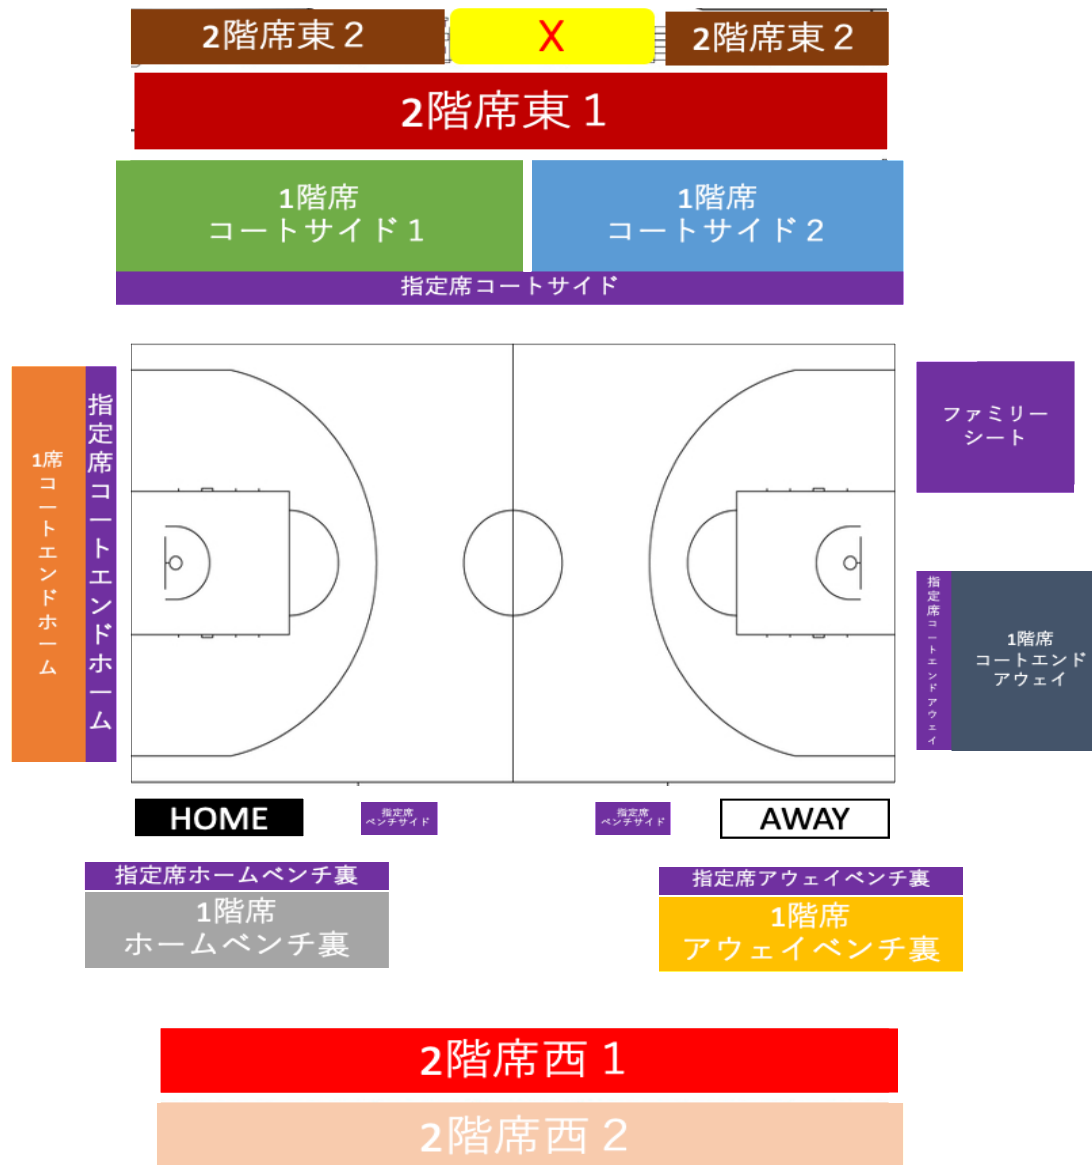 2階席東２
X
2階席東２
2階席東１
1階席
コートサイド１
1階席
コートサイド２
指定席コートサイド
1席コートエンドホーム
指定席コートエンドホーム
ファミリー
シート
指定席コートエンドアウェイ
1階席
コートエンド
アウェイ
HOME
指定席
ベンチサイド
指定席
ベンチサイド
AWAY
指定席ホームベンチ裏
1階席
ホームベンチ裏
指定席アウェイベンチ裏
1階席
アウェイベンチ裏
2階席西１
2階席西２